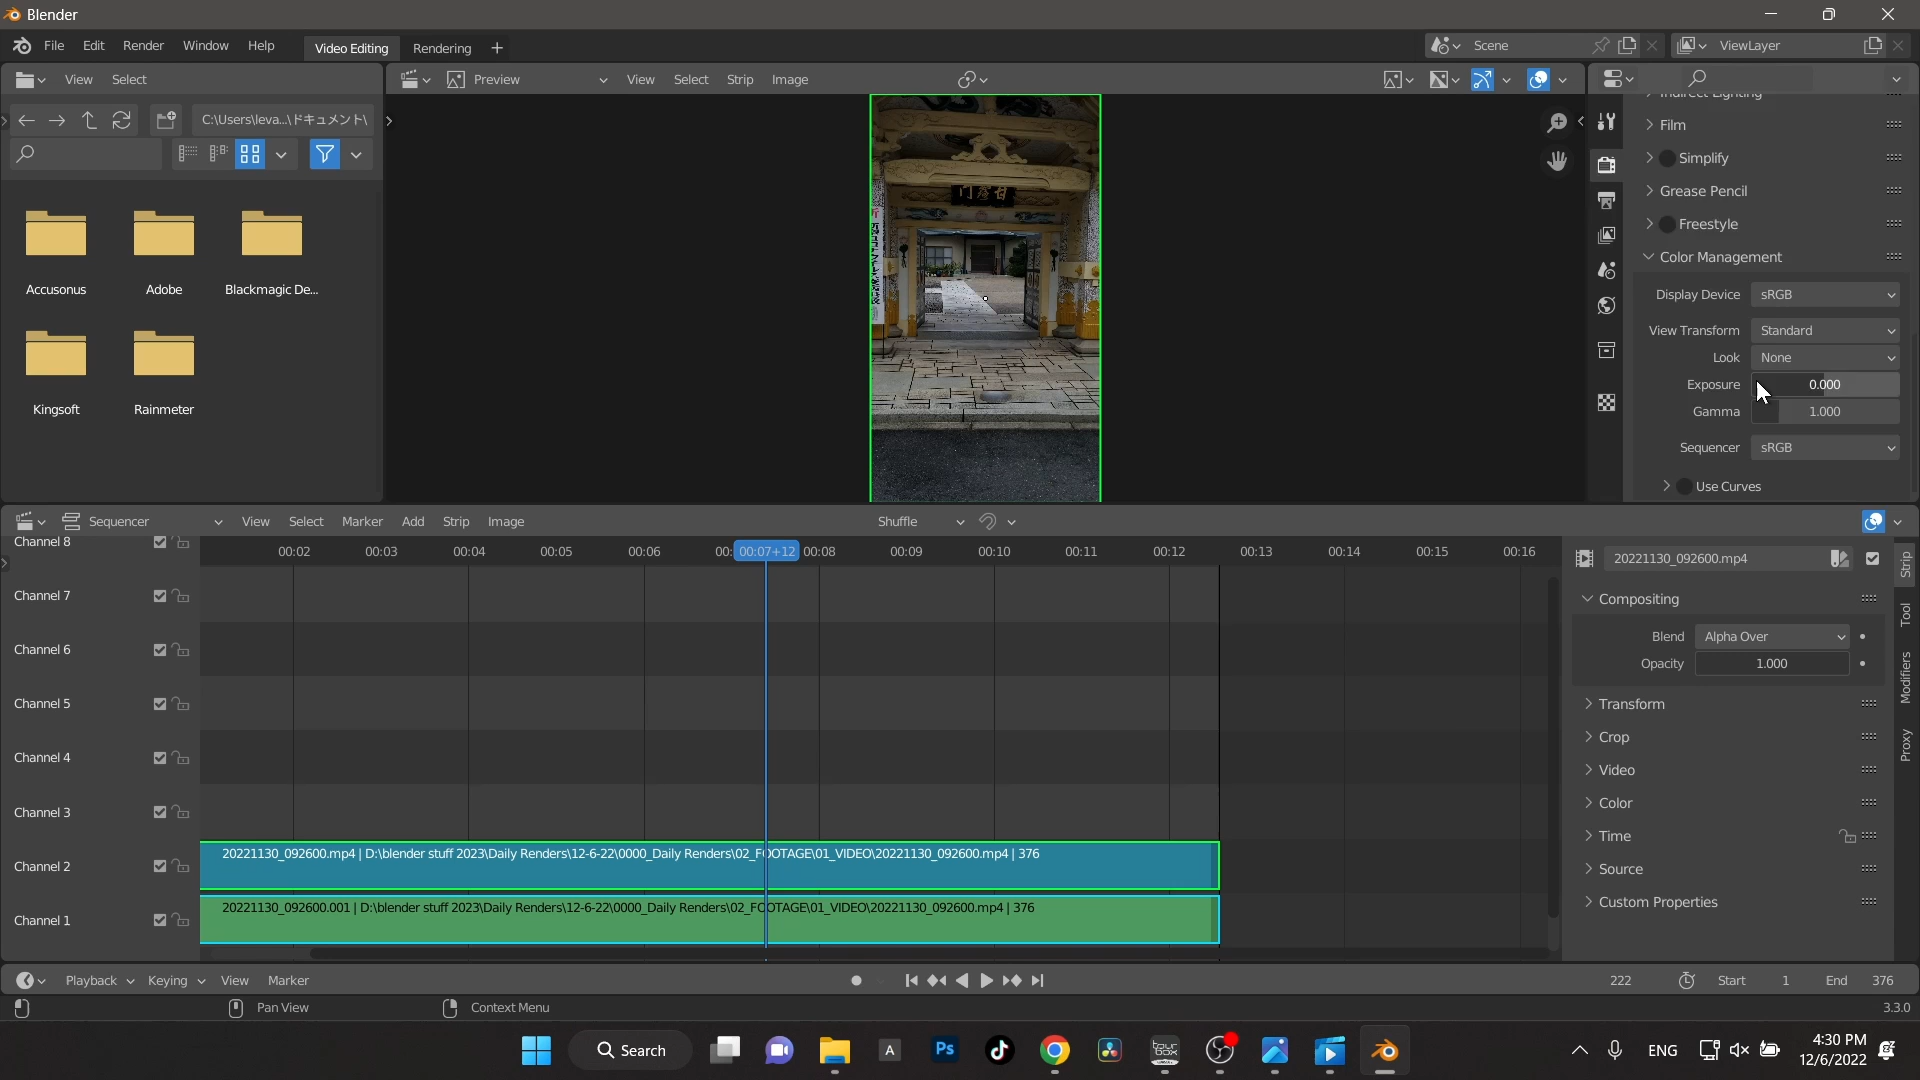 Blender
File Edit Render Window Help Video Editing Rendering + Scene ViewLayer
View Select Preview View Select Strip Image
C:\Users\leva...\ドキュメント\
Accusonus Adobe Blackmagic De...
Kingsoft Rainmeter
Indirect Lighting
Film
Simplify
Grease Pencil
Freestyle
Color Management
Display Device sRGB
View Transform Standard
Look None
Exposure 0.000
Gamma 1.000
Sequencer sRGB
Use Curves
Sequencer View Select Marker Add Strip Image Shuffle
00:02 00:03 00:04 00:05 00:06 00: 00:07+12 00:08 00:09 00:10 00:11 00:12 00:13 00:14 00:15 00:16
Channel 8
Channel 7
Channel 6
Channel 5
Channel 4
Channel 3
Channel 2
Channel 1
20221130_092600.mp4 | D:\blender stuff 2023\Daily Renders\12-6-22\0000_Daily Renders\02_FOOTAGE\01_VIDEO\20221130_092600.mp4 | 376
20221130_092600.001 | D:\blender stuff 2023\Daily Renders\12-6-22\0000_Daily Renders\02_FOOTAGE\01_VIDEO\20221130_092600.mp4 | 376
20221130_092600.mp4
Compositing
Blend Alpha Over
Opacity 1.000
Transform
Crop
Video
Color
Time
Source
Custom Properties
Strip
Tool
Modifiers
Proxy
Playback Keying View Marker 222 Start 1 End 376
Pan View Context Menu 3.3.0
Search A Ps tour box ENG 4:30 PM
12/6/2022